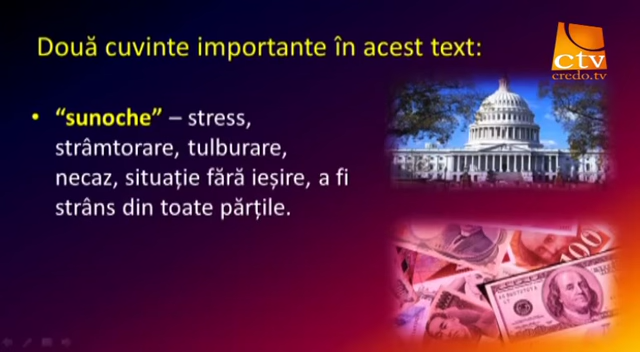 Două cuvinte importante în acest text:
ctv
credo.tv
• “sunoche” – stress,
strâmtorare, tulburare,
necaz, situație fără ieșire, a fi
strâns din toate părțile.
100